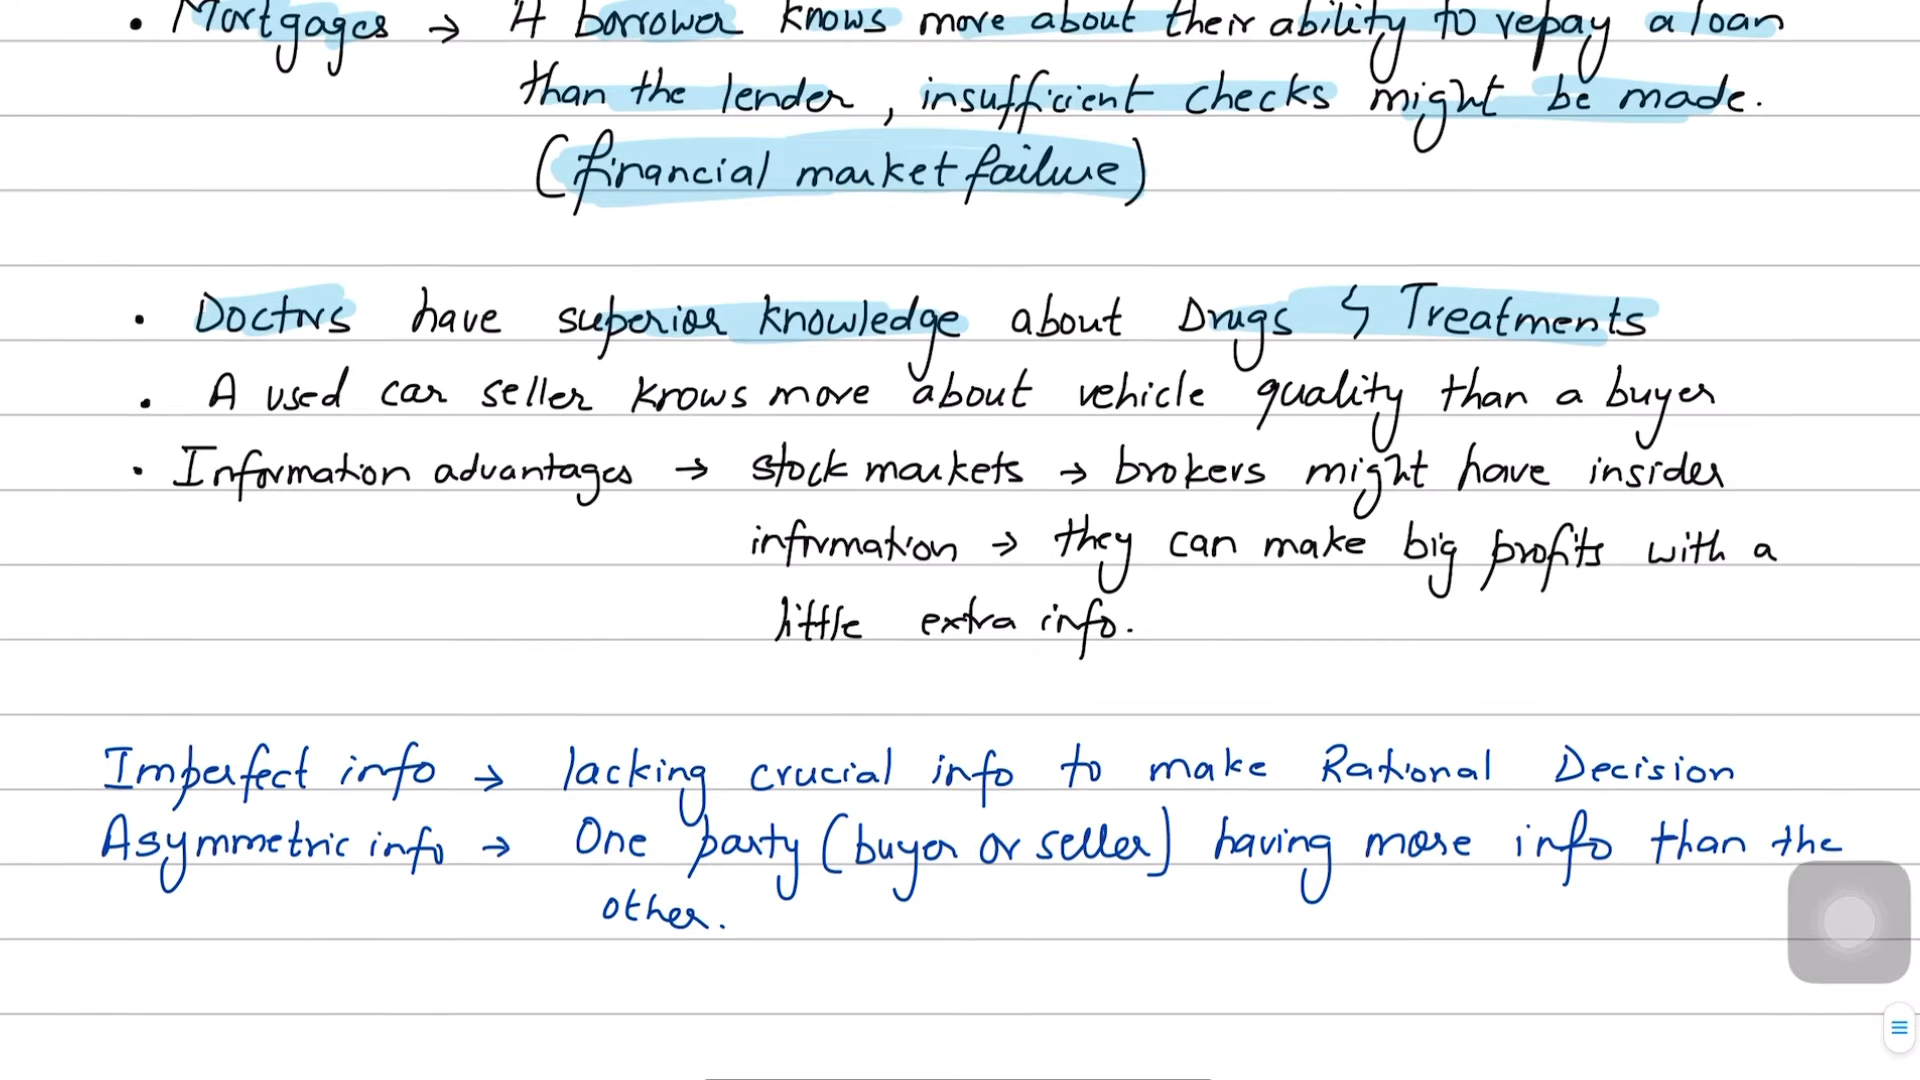 • Mortgages → A borrower knows more about their ability to repay a loan
than the lender, insufficient checks might be made.
(financial market failure)
• Doctors have superior knowledge about Drugs & Treatments
• A used car seller knows more about vehicle quality than a buyer
• Information advantages → stock markets → brokers might have insider
information → they can make big profits with a
little extra info.
Imperfect info → lacking crucial info to make Rational Decision
Asymmetric info → One party (buyer or seller) having more info than the
other.